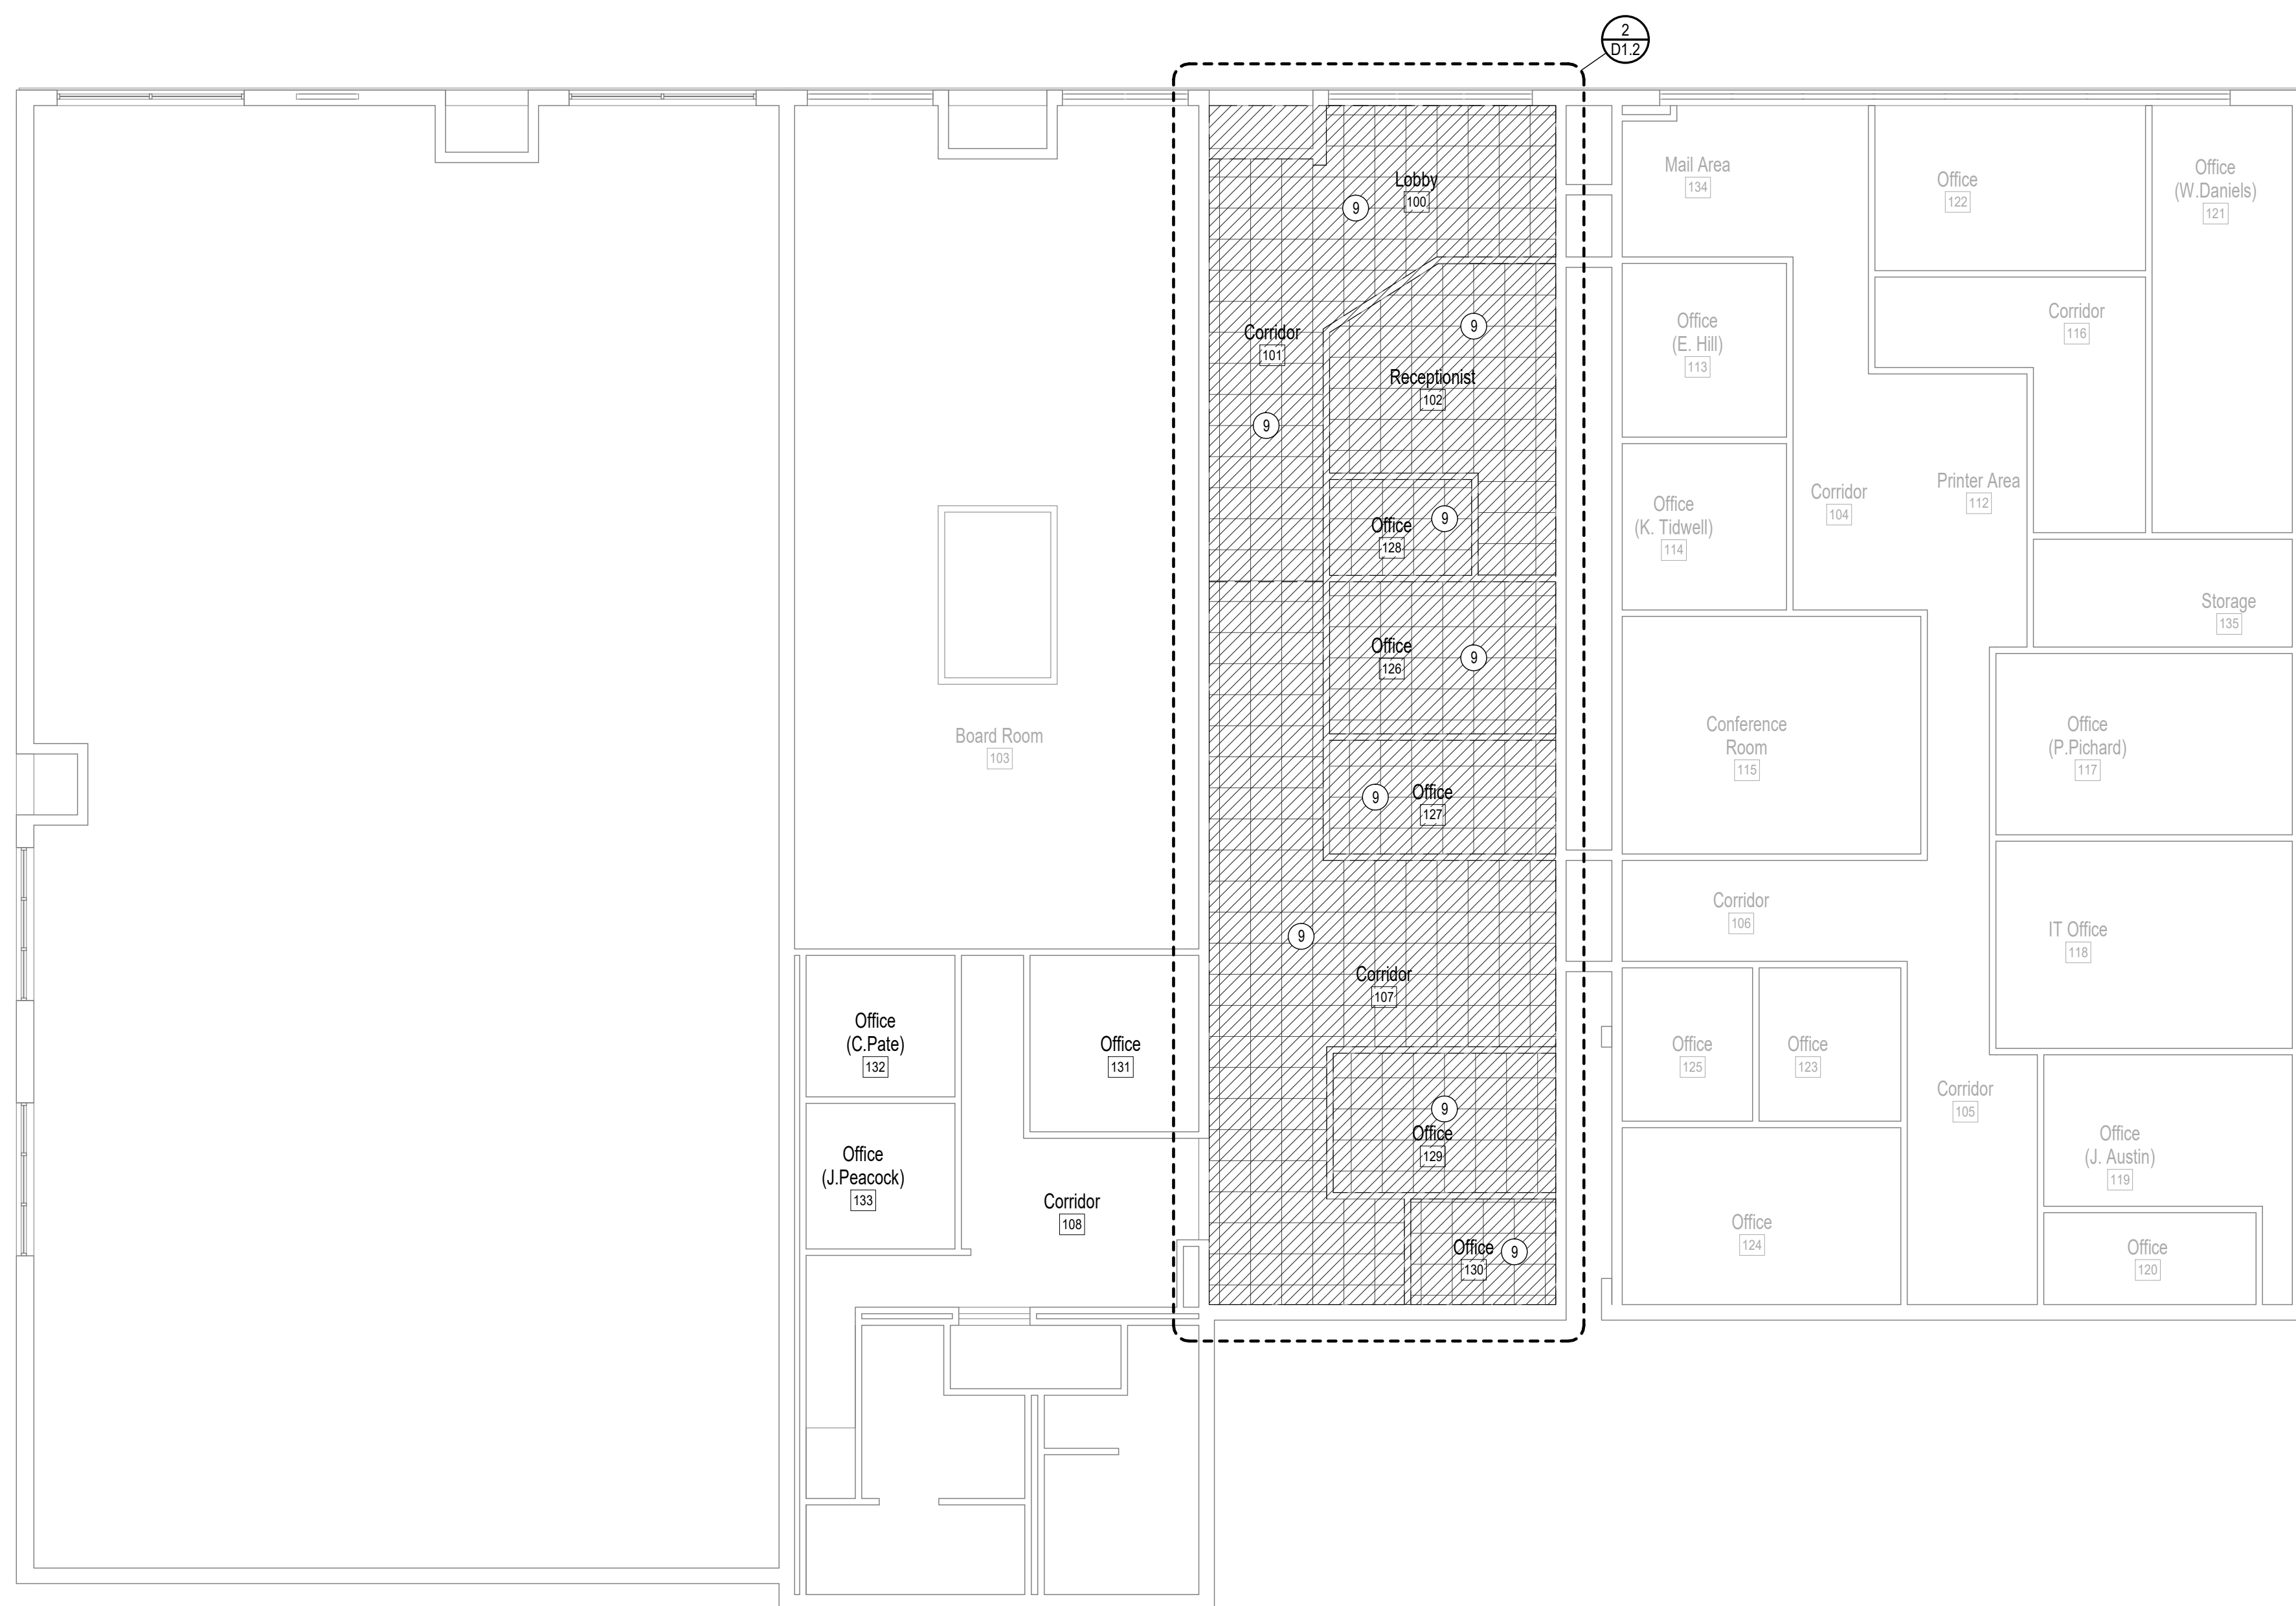 2
D1.2
Lobby
100
9
Mail Area
134
Office
122
Office
(W.Daniels)
121
Corridor
101
9
Receptionist
102
9
Office
(E. Hill)
113
Corridor
116
Office
128
9
Office
(K. Tidwell)
114
Corridor
104
Printer Area
112
Storage
135
Office
126
9
Board Room
103
Office
127
9
Conference
Room
115
Office
(P.Pichard)
117
9
Corridor
107
Corridor
106
IT Office
118
Office
(C.Pate)
132
Office
131
Office
125
Office
123
Corridor
105
9
Office
129
Office
(J. Austin)
119
Office
(J.Peacock)
133
Corridor
108
Office
130
9
Office
124
Office
120